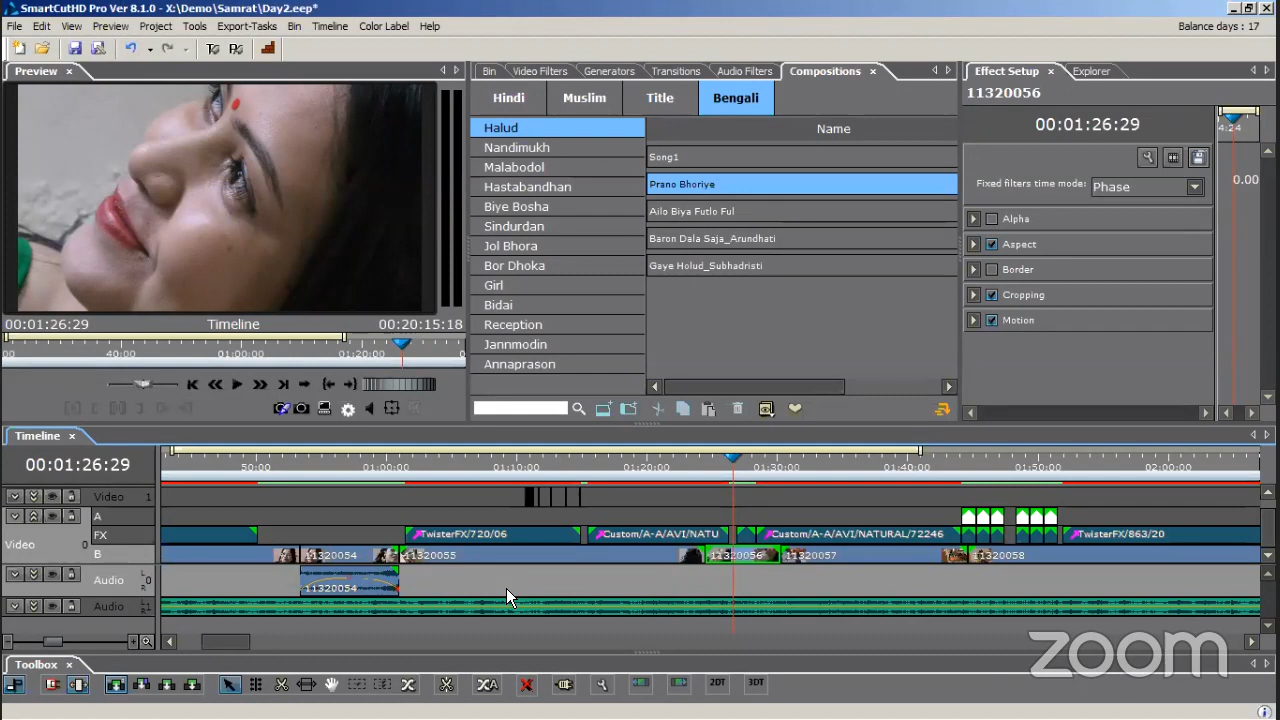 SmartCutHD Pro Ver 8.1.0 - X:\Demo\Samrat\Day2.eep*
File Edit View Preview Project Tools Export-Tasks Bin Timeline Color Label Help
Balance days : 17
Preview
00:01:26:29 Timeline 00:20:15:18
:00 40:00 01:00:00 01:20:00
Bin Video Filters Generators Transitions Audio Filters Compositions
Hindi Muslim Title Bengali
Halud
Nandimukh
Malabodol
Hastabandhan
Biye Bosha
Sindurdan
Jol Bhora
Bor Dhoka
Girl
Bidai
Reception
Jannmodin
Annaprason
Name
Song1
Prano Bhoriye
Ailo Biya Futlo Ful
Baron Dala Saja_Arundhati
Gaye Holud_Subhadristi
Effect Setup Explorer
11320056
00:01:26:29
4:24
Fixed filters time mode: Phase
0.00
Alpha
Aspect
Border
Cropping
Motion
Timeline
00:01:26:29
50:00 01:00:00 01:10:00 01:20:00 01:30:00 01:40:00 01:50:00 02:00:00
Video 1
A
FX TwisterFX/720/06 Custom/A-A/AVI/NATU Custom/A-A/AVI/NATURAL/72246 TwisterFX/863/20
Video 0
B 11320054 11320055 11320056 11320057 11320058
Audio 0 L R
11320054
Audio
zoom
Toolbox
2DT 3DT